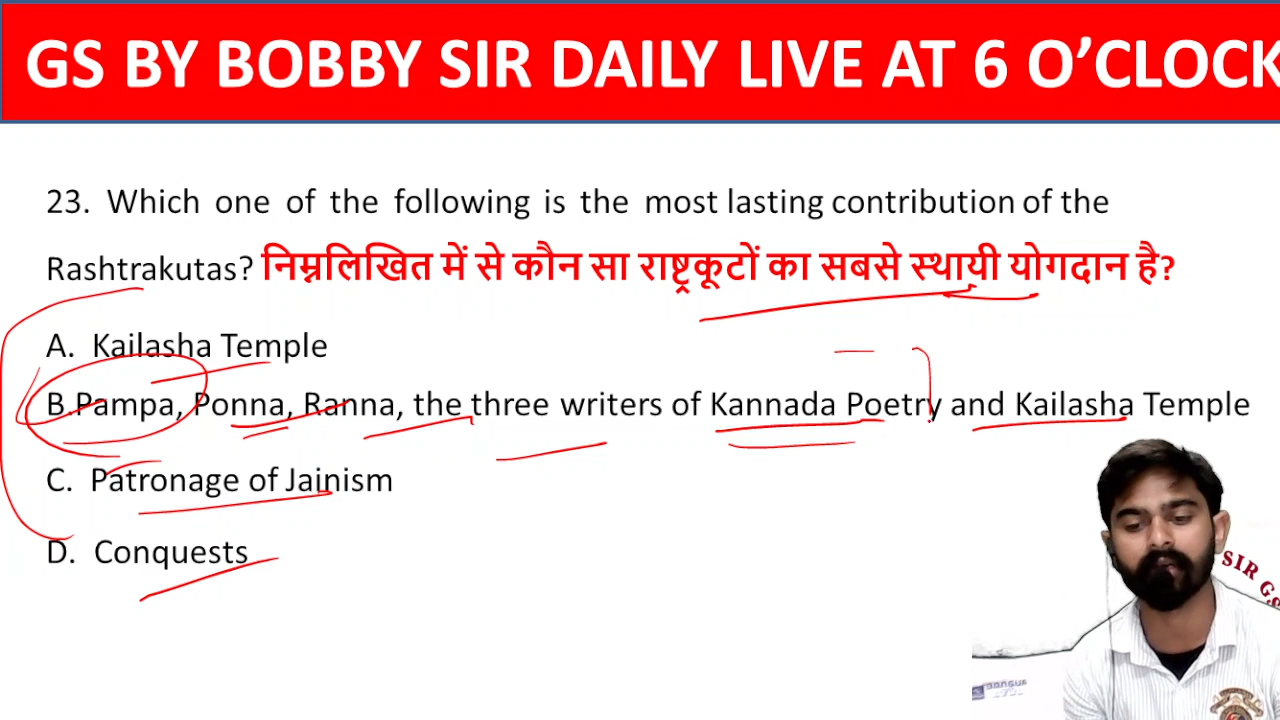 GS BY BOBBY SIR DAILY LIVE AT 6 O’CLOCK
23. Which one of the following is the most lasting contribution of the
Rashtrakutas? निम्नलिखित में से कौन सा राष्ट्रकूटों का सबसे स्थायी योगदान है?
A. Kailasha Temple
B.Pampa, Ponna, Ranna, the three writers of Kannada Poetry and Kailasha Temple
C. Patronage of Jainism
D. Conquests
SIR GS